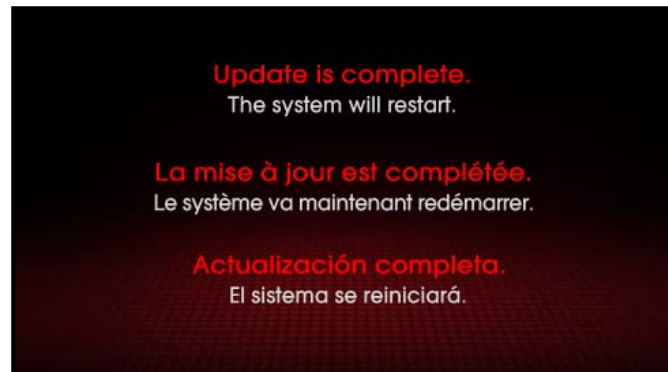 Update is complete.
The system will restart.
La mise à jour est complétée.
Le système va maintenant redémarrer.
Actualización completa.
El sistema se reiniciará.